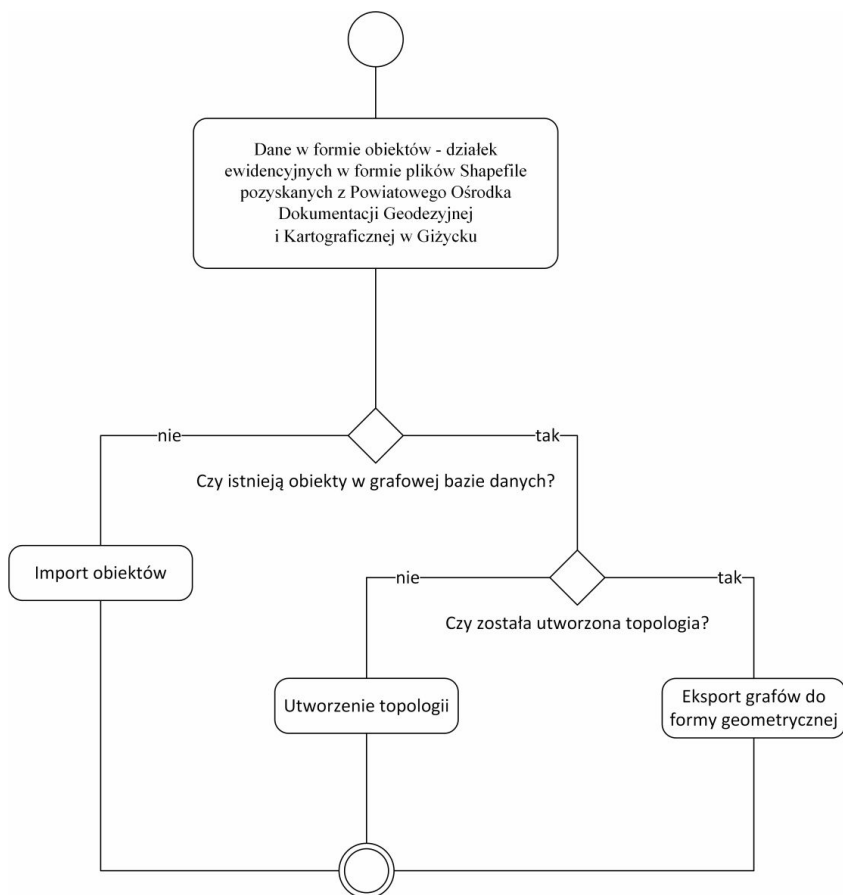 Dane w formie obiektów - działek
ewidencyjnych w formie plików Shapefile
pozyskanych z Powiatowego Ośrodka
Dokumentacji Geodezyjnej
i Kartograficznej w Giżycku
nie
tak
Czy istnieją obiekty w grafowej bazie danych?
Import obiektów
nie
tak
Czy została utworzona topologia?
Utworzenie topologii
Eksport grafów do
formy geometrycznej